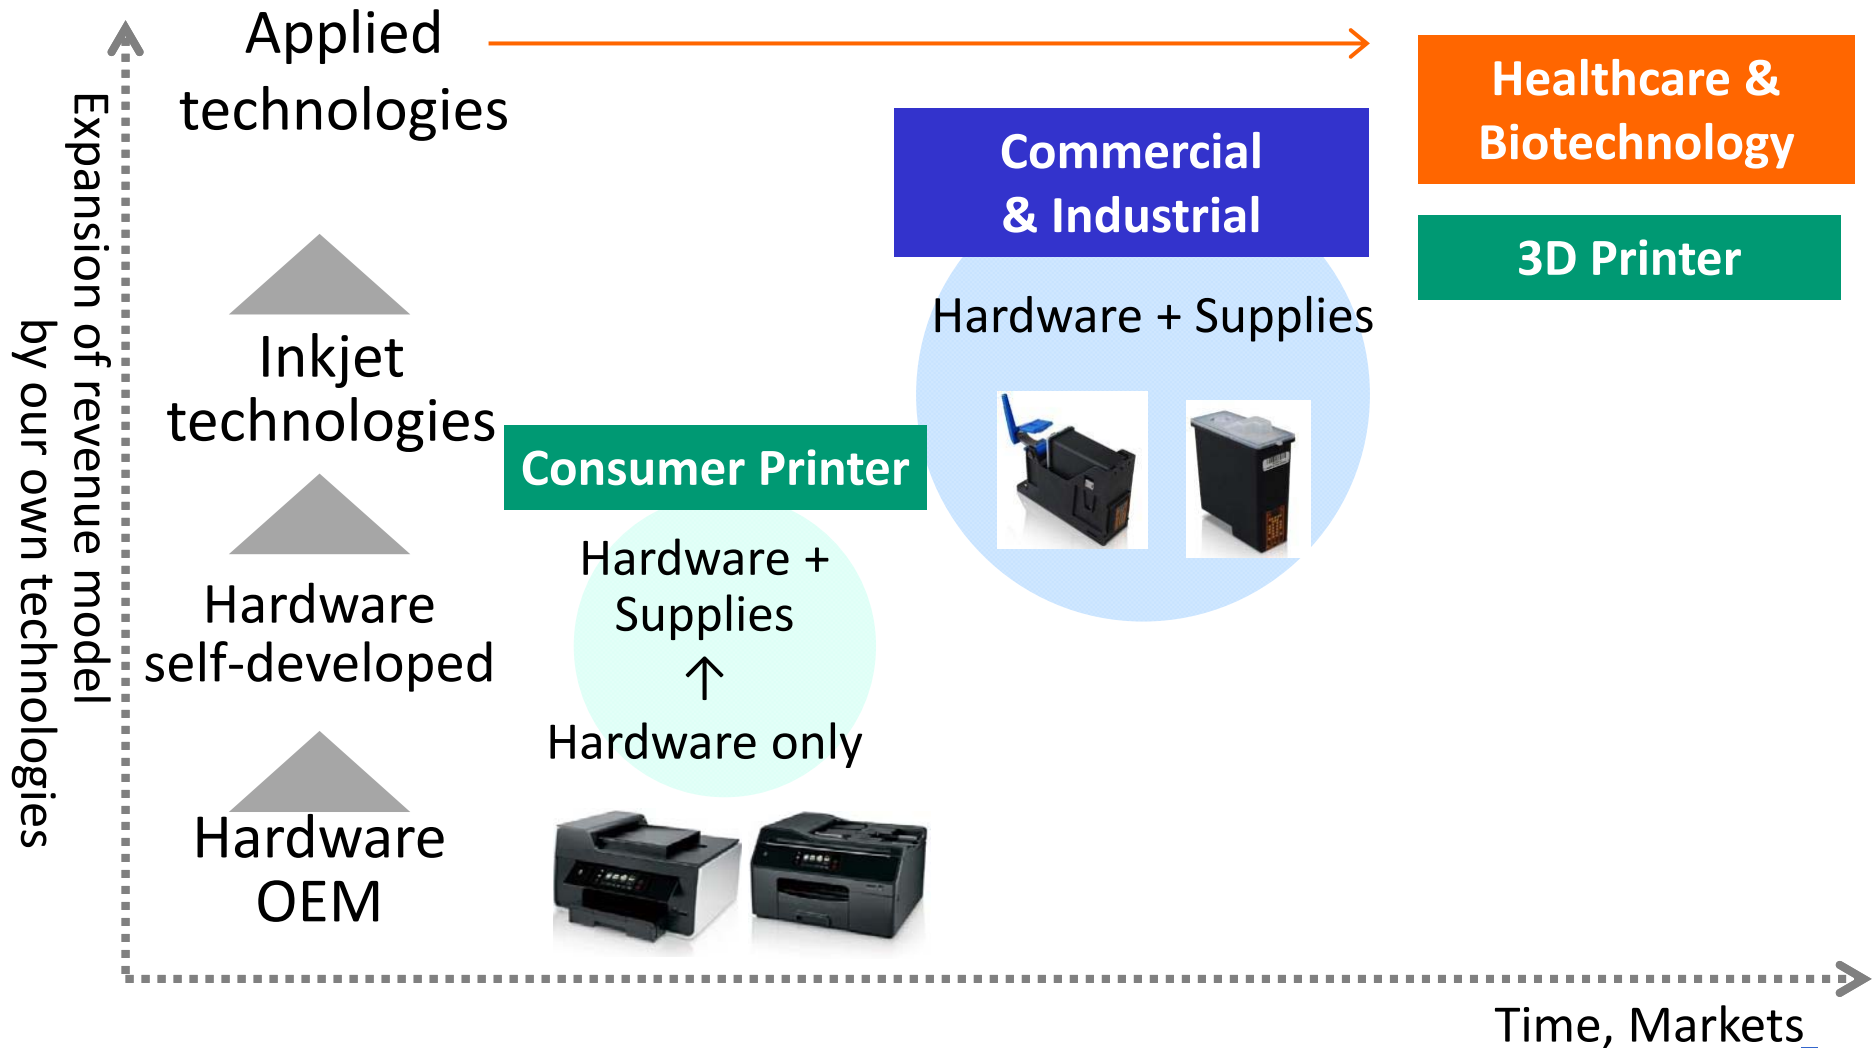 Applied
technologies
Healthcare &
Biotechnology
Commercial
& Industrial
3D Printer
Expansion of revenue model
by our own technologies
Hardware + Supplies
Inkjet
technologies
Consumer Printer
Hardware +
Supplies
↑
Hardware only
Hardware
self-developed
Hardware
OEM
Time, Markets